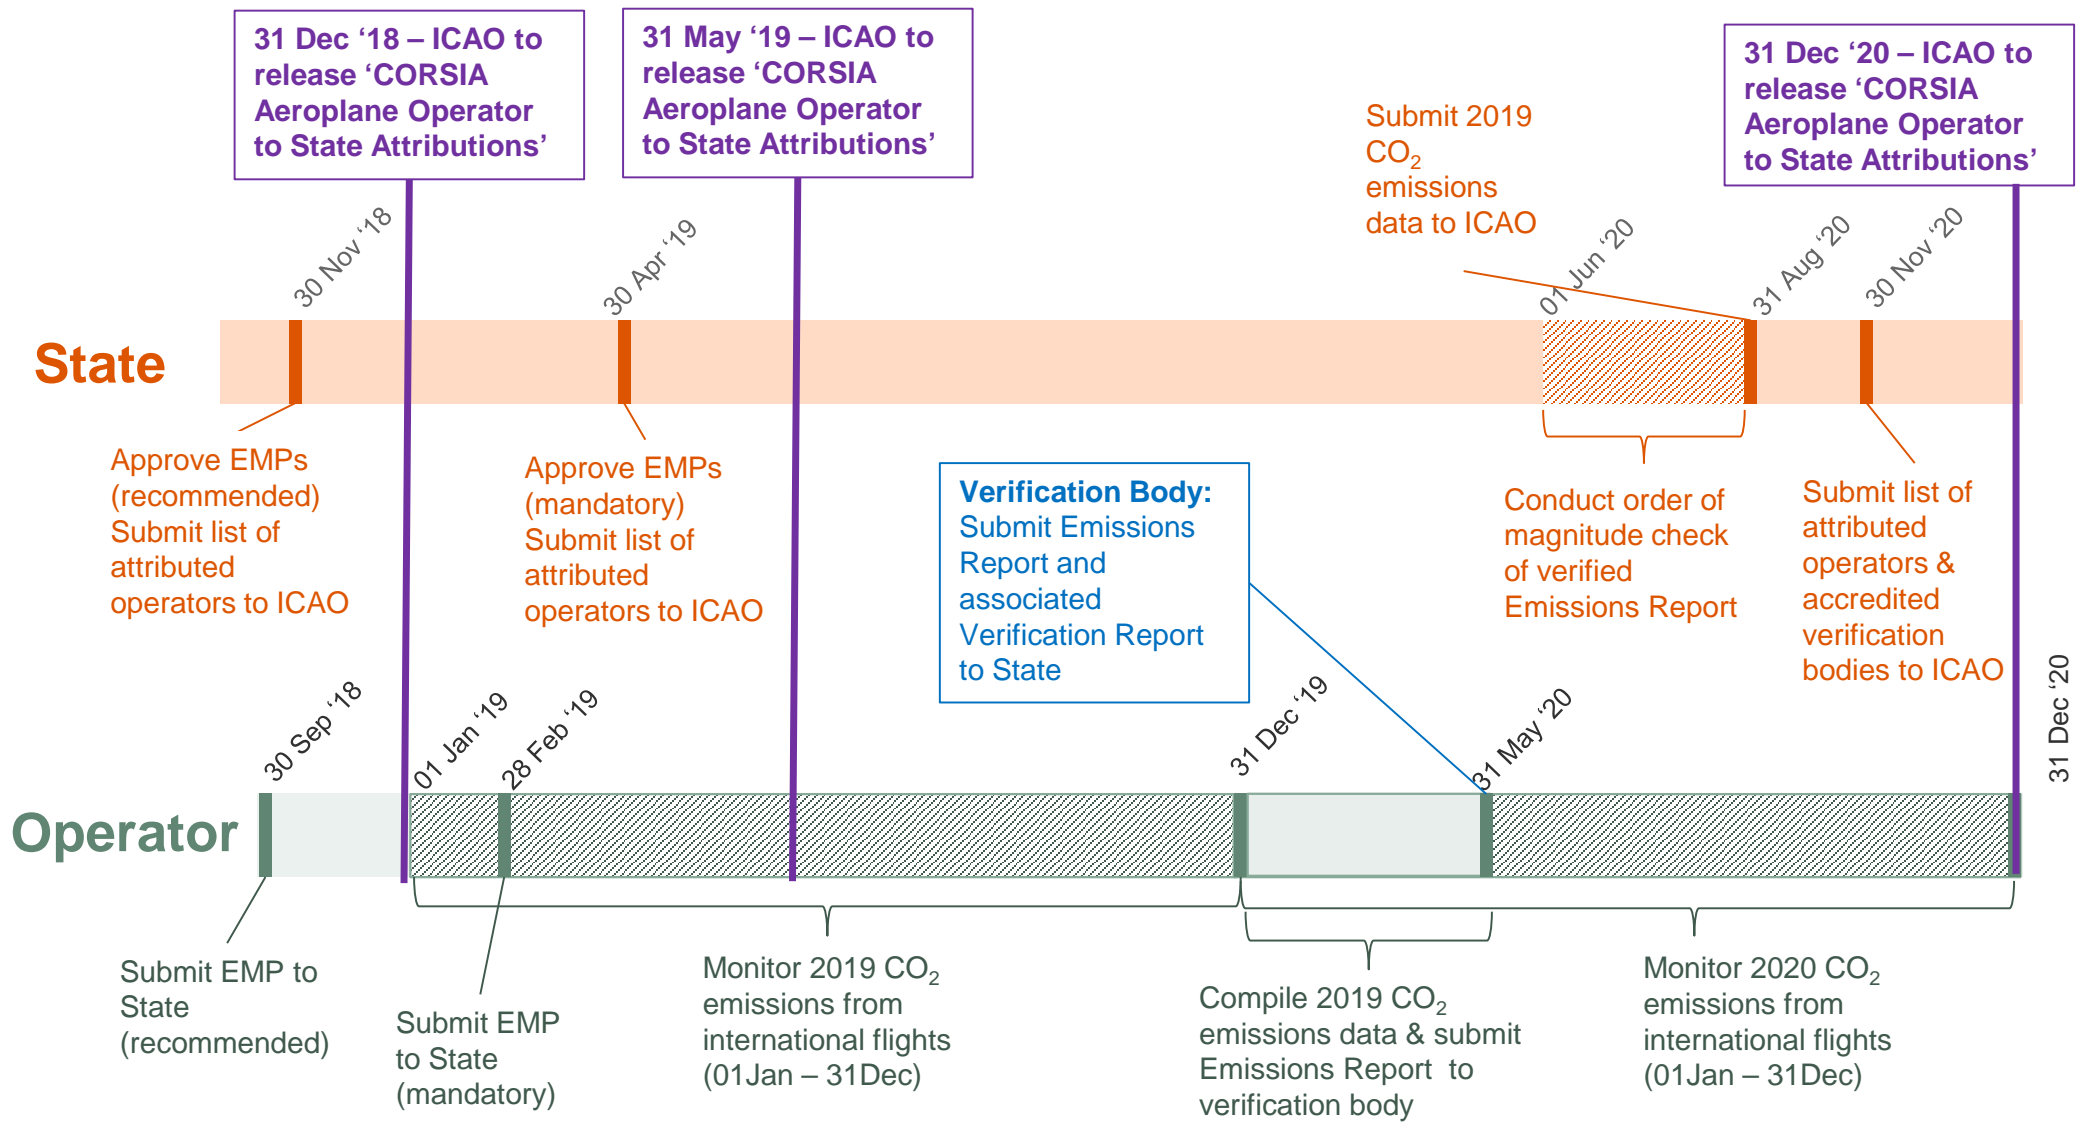 31 Dec ‘18 – ICAO to
release ‘CORSIA
Aeroplane Operator
to State Attributions’
31 May ‘19 – ICAO to
release ‘CORSIA
Aeroplane Operator
to State Attributions’
31 Dec ‘20 – ICAO to
release ‘CORSIA
Aeroplane Operator
to State Attributions’
Submit 2019
CO₂
emissions
data to ICAO
30 Nov ‘18
30 Apr ‘19
01 Jun ‘20
31 Aug ‘20
30 Nov ‘20
State
Approve EMPs
(recommended)
Submit list of
attributed
operators to ICAO
Approve EMPs
(mandatory)
Submit list of
attributed
operators to ICAO
Verification Body:
Submit Emissions
Report and
associated
Verification Report
to State
Conduct order of
magnitude check
of verified
Emissions Report
Submit list of
attributed
operators &
accredited
verification
bodies to ICAO
30 Sep ‘18
01 Jan ‘19
28 Feb ‘19
31 Dec ‘19
31 May ‘20
31 Dec ‘20
Operator
Submit EMP to
State
(recommended)
Submit EMP
to State
(mandatory)
Monitor 2019 CO₂
emissions from
international flights
(01Jan – 31Dec)
Compile 2019 CO₂
emissions data & submit
Emissions Report to
verification body
Monitor 2020 CO₂
emissions from
international flights
(01Jan – 31Dec)